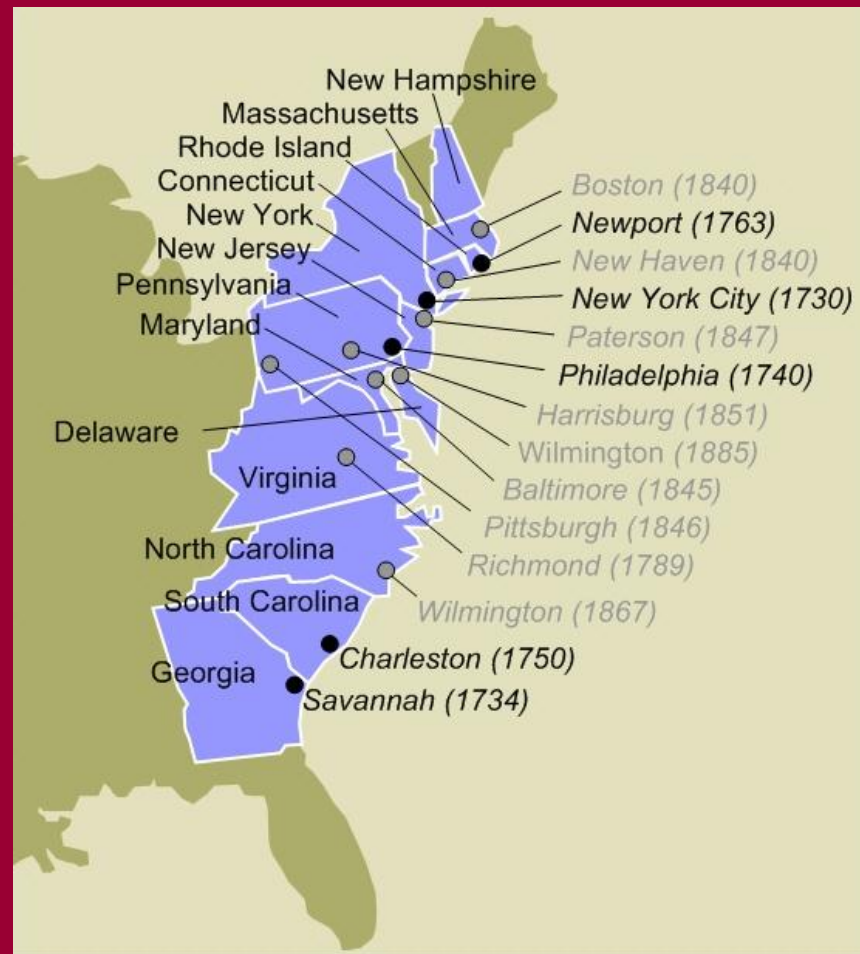 New Hampshire
Massachusetts
Rhode Island
Connecticut
New York
New Jersey
Pennsylvania
Maryland
Delaware
Virginia
North Carolina
South Carolina
Georgia
Boston (1840)
Newport (1763)
New Haven (1840)
New York City (1730)
Paterson (1847)
Philadelphia (1740)
Harrisburg (1851)
Wilmington (1885)
Baltimore (1845)
Pittsburgh (1846)
Richmond (1789)
Wilmington (1867)
Charleston (1750)
Savannah (1734)